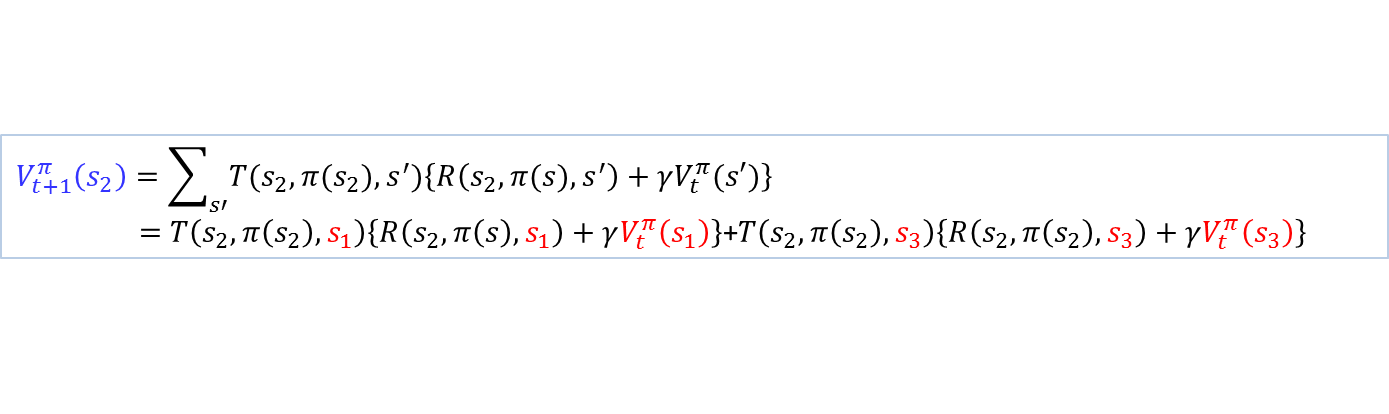 V_{t+1}^π(s_2) = ∑_{s′} T(s_2, π(s_2), s′){R(s_2, π(s), s′) + γV_t^π(s′)}
= T(s_2, π(s_2), s_1){R(s_2, π(s), s_1) + γV_t^π(s_1)}+T(s_2, π(s_2), s_3){R(s_2, π(s_2), s_3) + γV_t^π(s_3)}